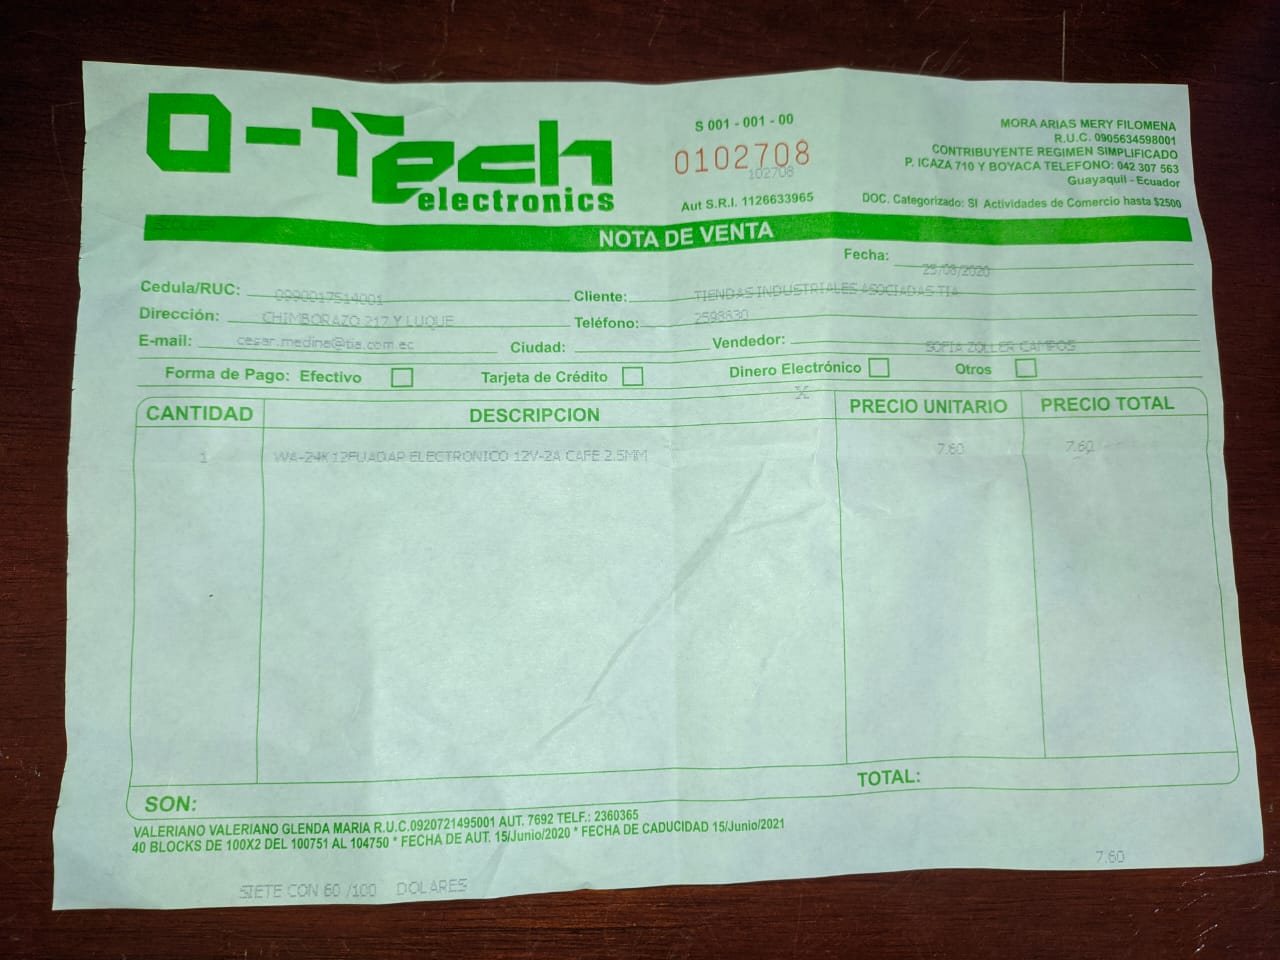 O-Tech
electronics
S 001 - 001 - 00
0102708
102708
Aut S.R.I. 1126633965
MORA ARIAS MERY FILOMENA
R.U.C. 0905634598001
CONTRIBUYENTE REGIMEN SIMPLIFICADO
P. ICAZA 710 Y BOYACA TELEFONO: 042 307 563
Guayaquil - Ecuador
DOC. Categorizado: SI Actividades de Comercio hasta $2500
NOTA DE VENTA
Fecha: 25/08/2020
Cedula/RUC: 0990017514001 Cliente: TIENDAS INDUSTRIALES ASOCIADAS TIA
Dirección: CHIMBORAZO 217 Y LUQUE Teléfono: 2598830
E-mail: cesar.medina@tia.com.ec Ciudad: Vendedor: SOFIA ZOLLER CAMPOS
Forma de Pago: Efectivo Tarjeta de Crédito Dinero Electrónico Otros
X
CANTIDAD DESCRIPCION PRECIO UNITARIO PRECIO TOTAL
1 ELECTRONICO 12V-2A CAFE 2.5MM 7.60 7.60
TOTAL:
SON:
VALERIANO VALERIANO GLENDA MARIA R.U.C.0920721495001 AUT. 7692 TELF.: 2360365
40 BLOCKS DE 100X2 DEL 100751 AL 104750 * FECHA DE AUT. 15/Junio/2020 * FECHA DE CADUCIDAD 15/Junio/2021
7.60
SIETE CON 60 /100 DOLARES